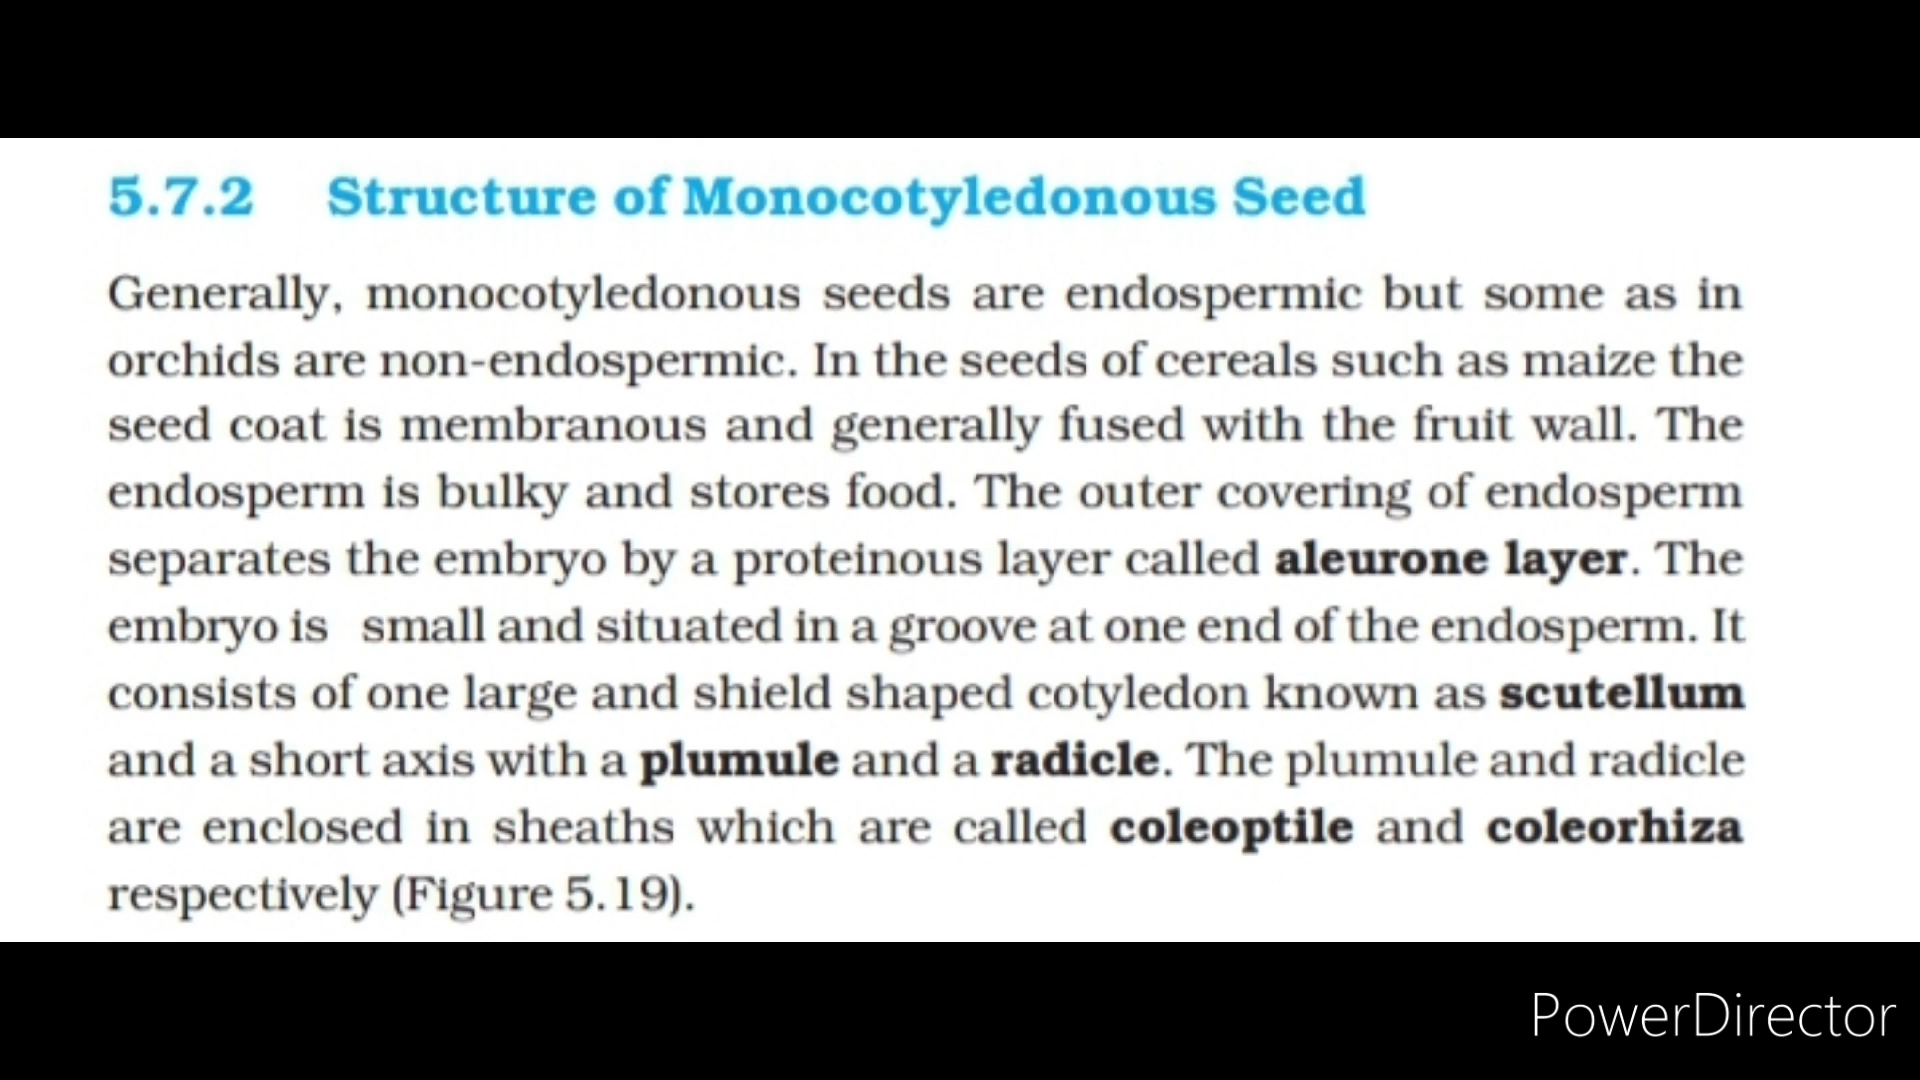 5.7.2 Structure of Monocotyledonous Seed
Generally, monocotyledonous seeds are endospermic but some as in
orchids are non-endospermic. In the seeds of cereals such as maize the
seed coat is membranous and generally fused with the fruit wall. The
endosperm is bulky and stores food. The outer covering of endosperm
separates the embryo by a proteinous layer called aleurone layer. The
embryo is small and situated in a groove at one end of the endosperm. It
consists of one large and shield shaped cotyledon known as scutellum
and a short axis with a plumule and a radicle. The plumule and radicle
are enclosed in sheaths which are called coleoptile and coleorhiza
respectively (Figure 5.19).
PowerDirector